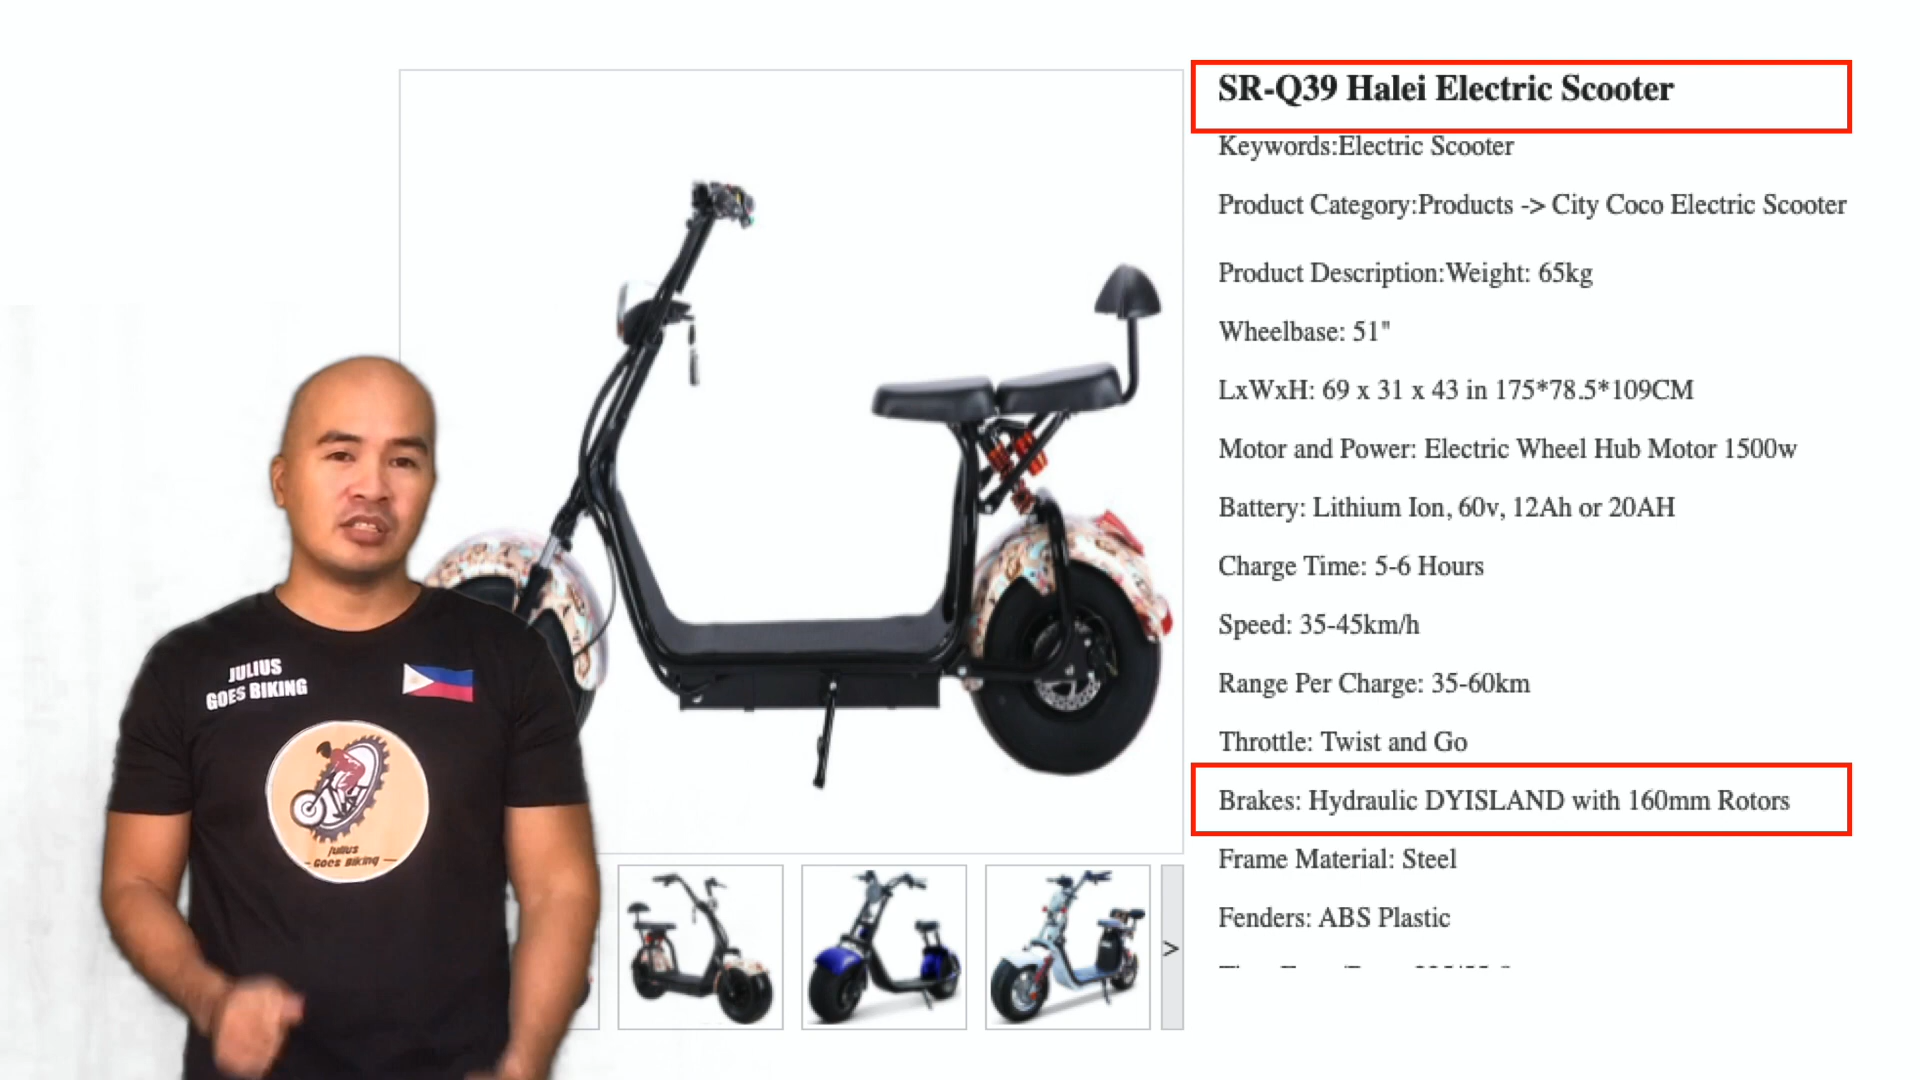 SR-Q39 Halei Electric Scooter
Keywords:Electric Scooter
Product Category:Products -> City Coco Electric Scooter
Product Description:Weight: 65kg
Wheelbase: 51"
LxWxH: 69 x 31 x 43 in 175*78.5*109CM
Motor and Power: Electric Wheel Hub Motor 1500w
Battery: Lithium Ion, 60v, 12Ah or 20AH
Charge Time: 5-6 Hours
Speed: 35-45km/h
Range Per Charge: 35-60km
Throttle: Twist and Go
Brakes: Hydraulic DYISLAND with 160mm Rotors
Frame Material: Steel
Fenders: ABS Plastic
>
JULIUS
GOES BIKING
Julius
Goes Biking